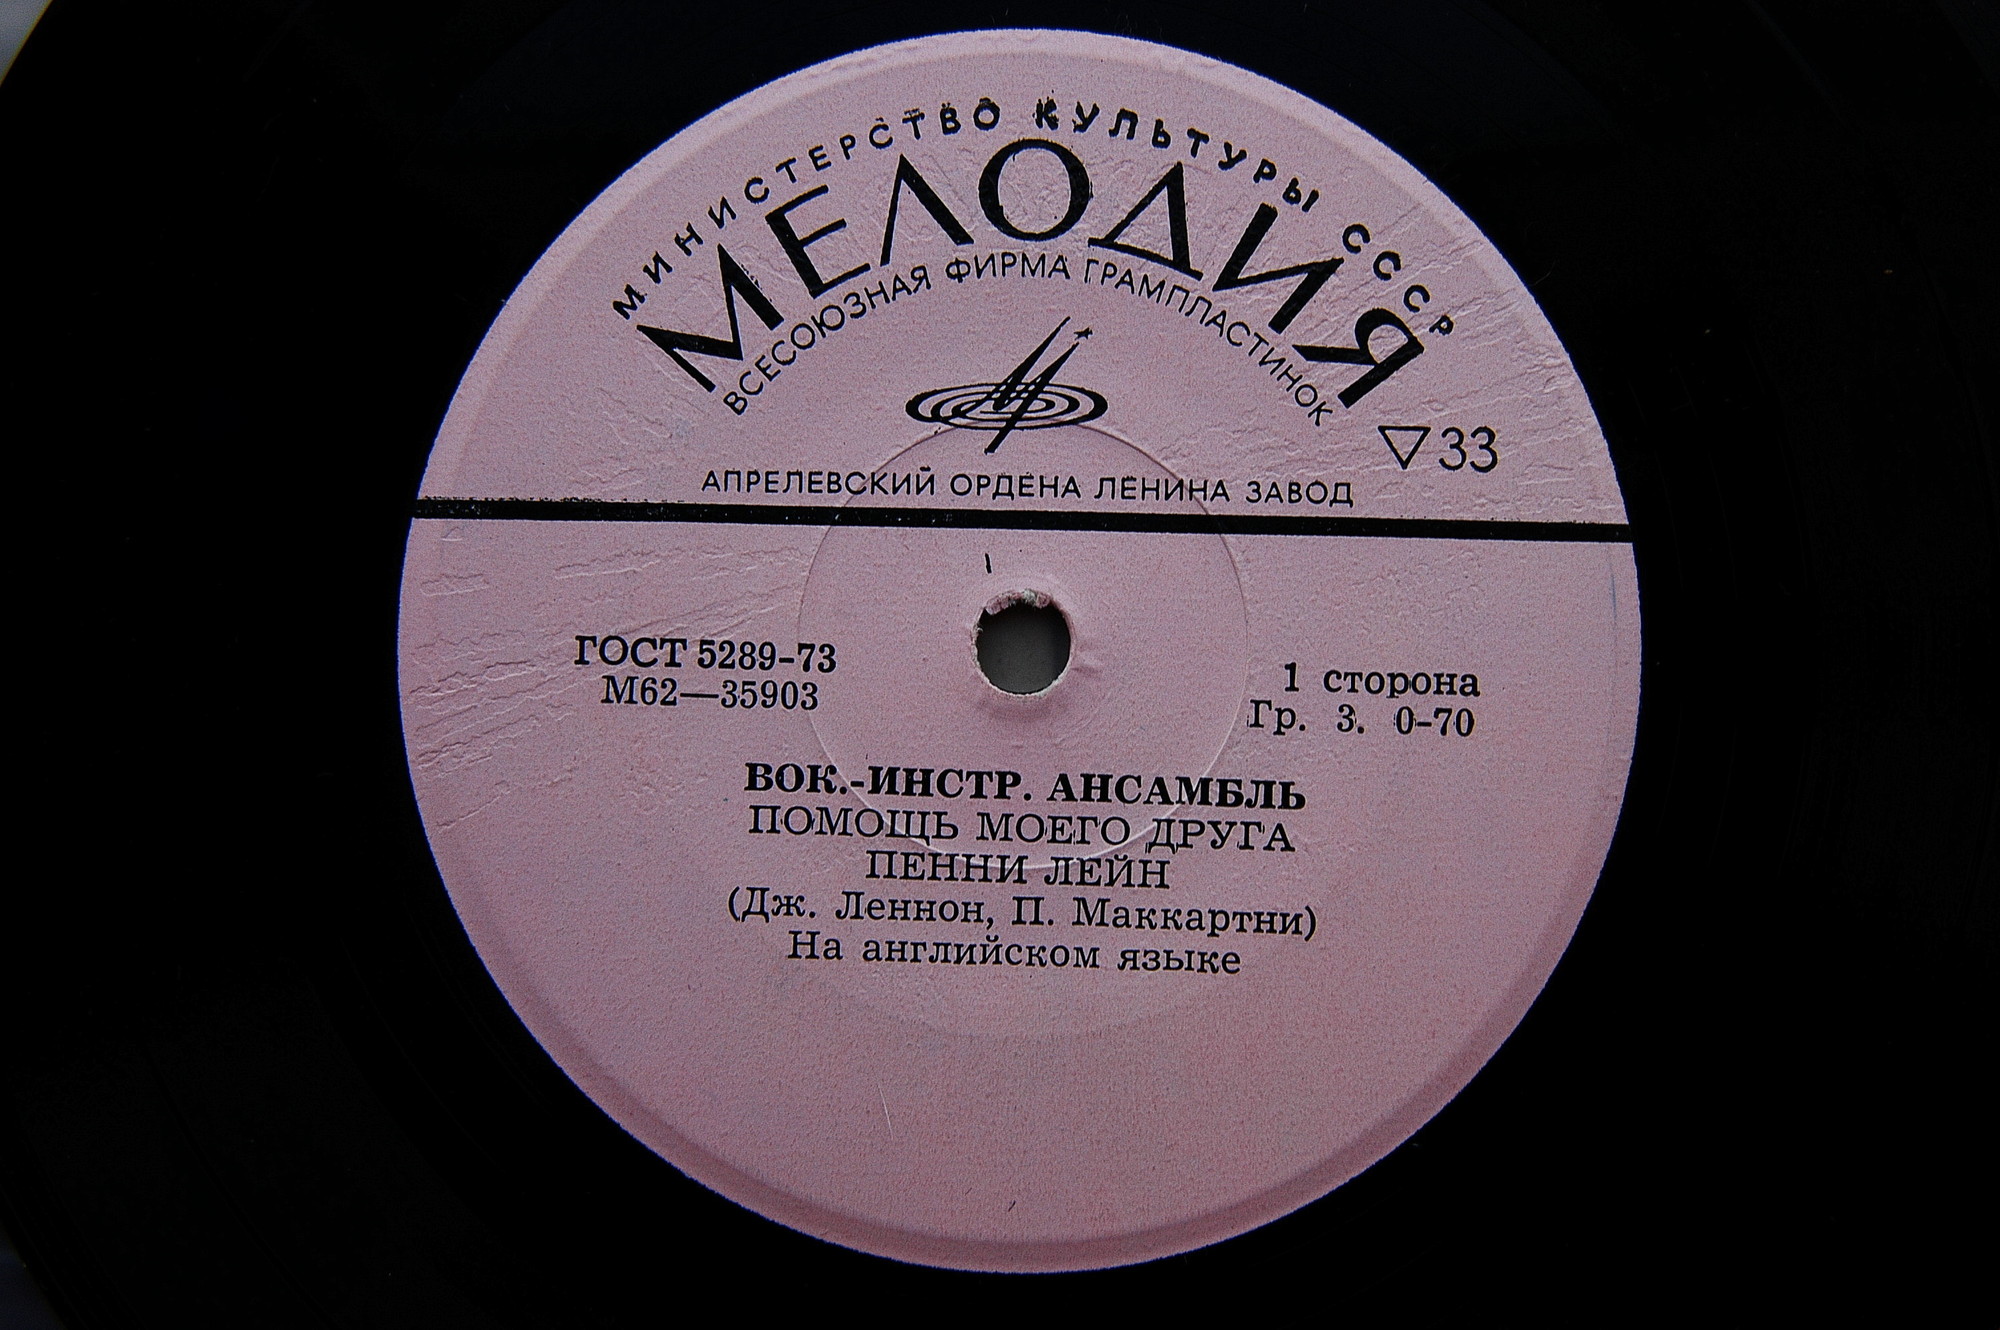 МИНИСТЕРСТВО КУЛЬТУРЫ СССР
МЕЛОДИЯ
ВСЕСОЮЗНАЯ ФИРМА ГРАМПЛАСТИНОК
▽33
АПРЕЛЕВСКИЙ ОРДЕНА ЛЕНИНА ЗАВОД
ГОСТ 5289-73
М62—35903
1 сторона
Гр. 3. 0-70
ВОК.-ИНСТР. АНСАМБЛЬ
ПОМОЩЬ МОЕГО ДРУГА
ПЕННИ ЛЕЙН
(Дж. Леннон, П. Маккартни)
На английском языке